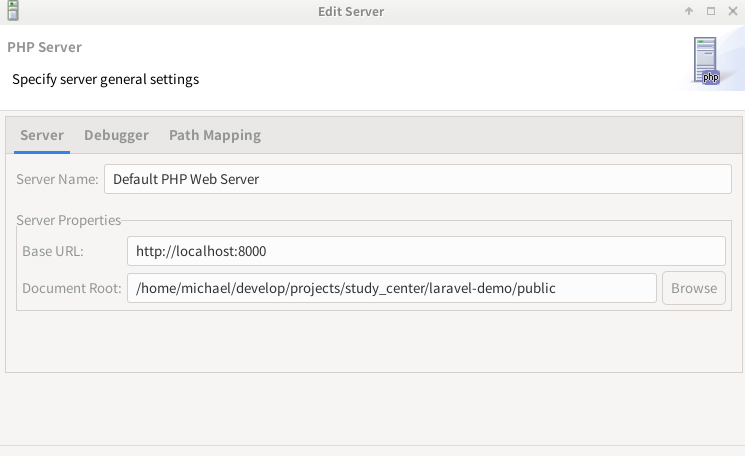 Edit Server
PHP Server
Specify server general settings
php
Server Debugger Path Mapping
Server Name: Default PHP Web Server
Server Properties
Base URL: http://localhost:8000
Document Root: /home/michael/develop/projects/study_center/laravel-demo/public Browse